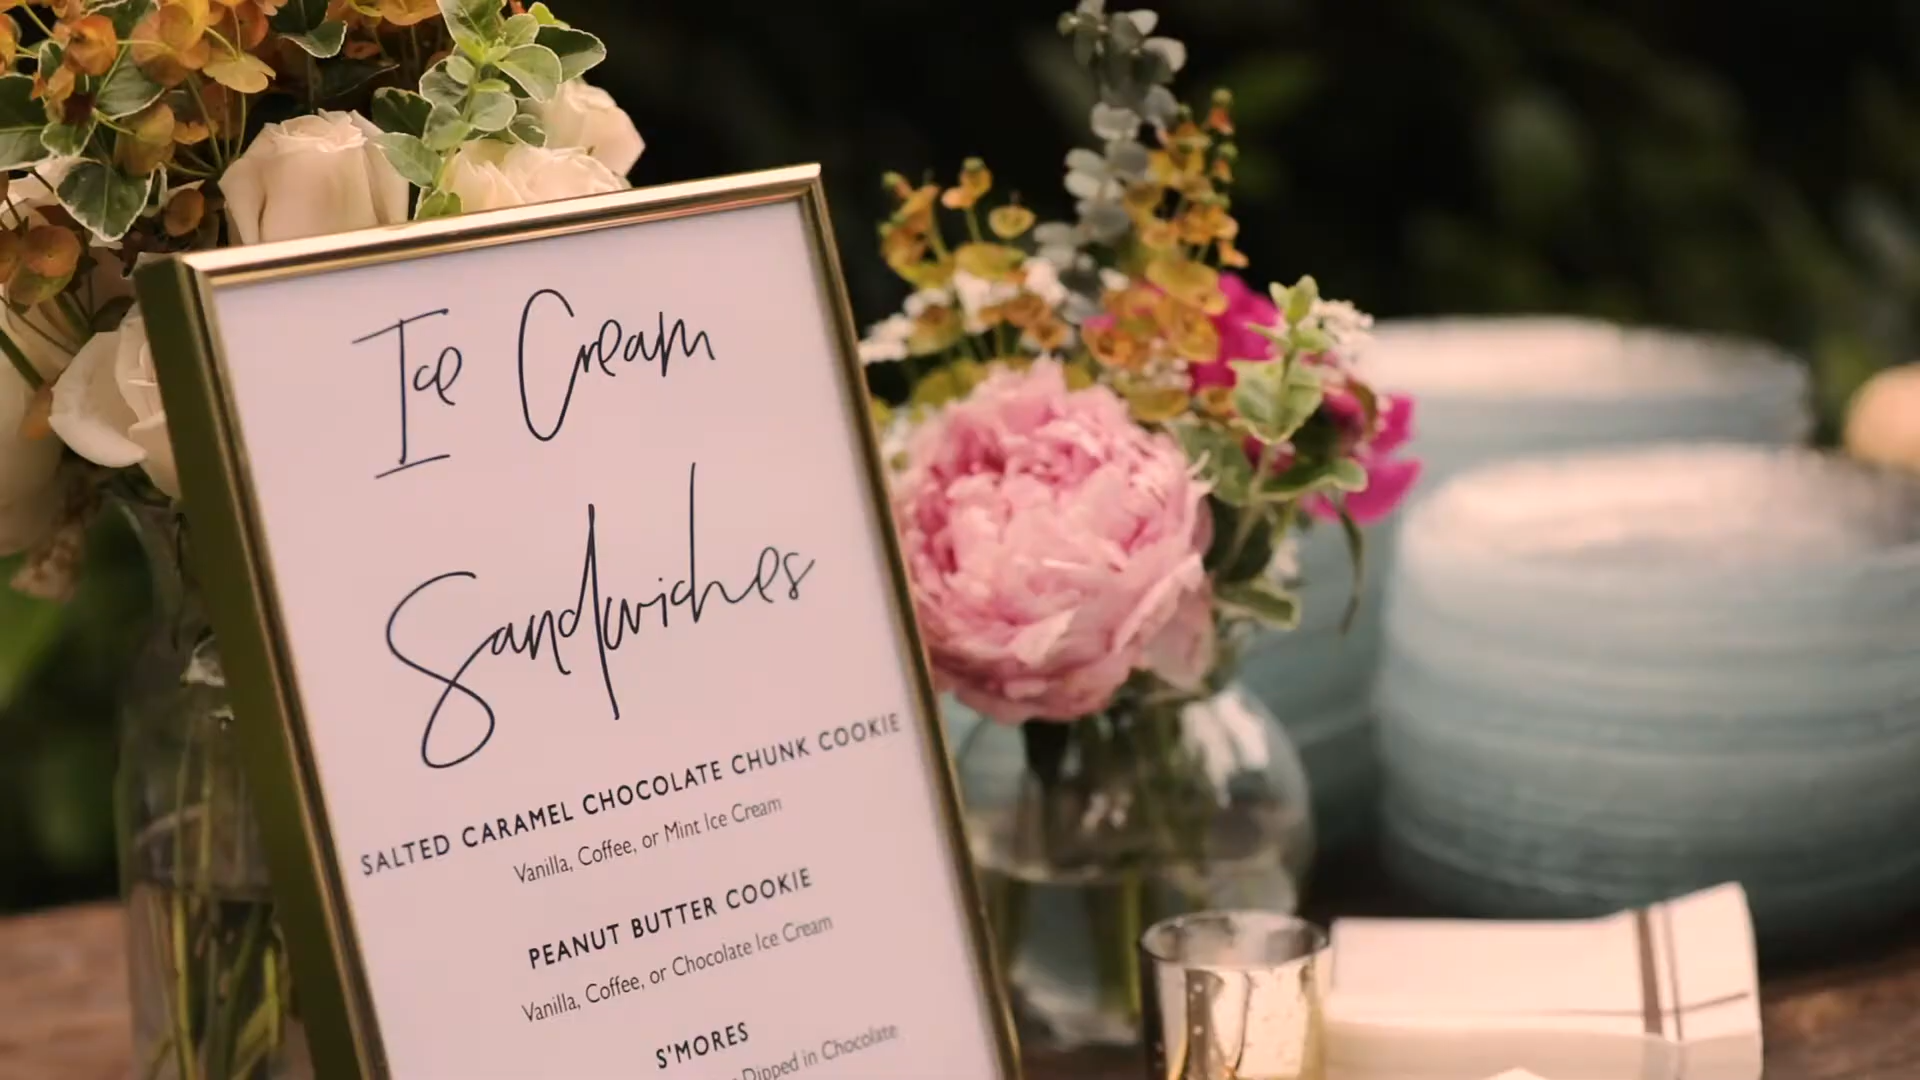 Ice Cream
Sandwiches
SALTED CARAMEL CHOCOLATE CHUNK COOKIE
Vanilla, Coffee, or Mint Ice Cream
PEANUT BUTTER COOKIE
Vanilla, Coffee, or Chocolate Ice Cream
S'MORES
Dipped in Chocolate